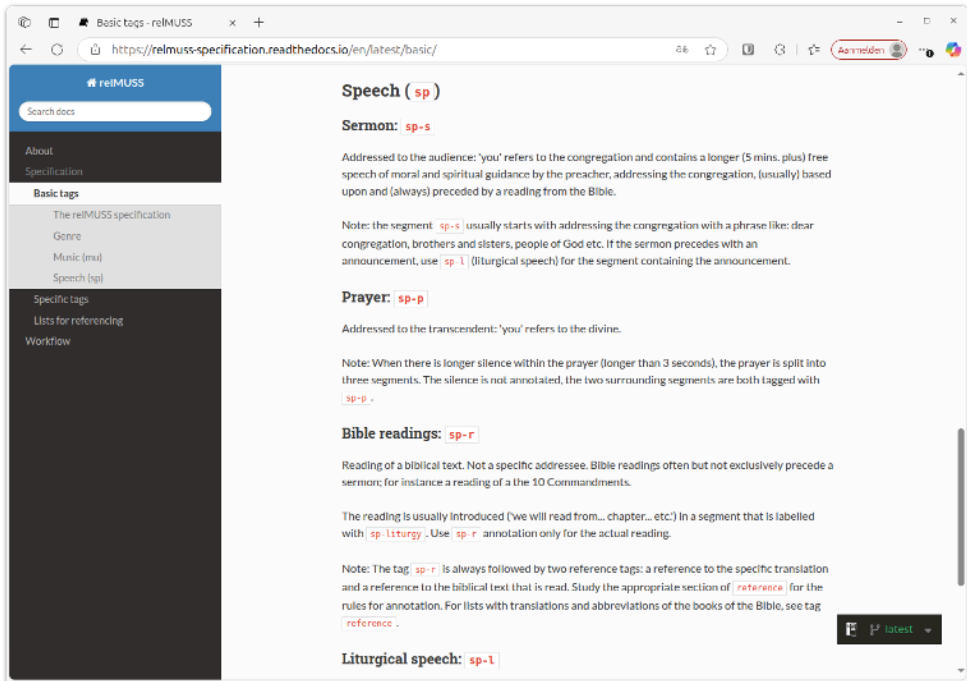 Basic tags - relMUSS
https://relmuss-specification.readthedocs.io/en/latest/basic/
Aanmelden
relMUSS
Search docs
About
Specification
Basic tags
The relMUSS specification
Genre
Music (mu)
Speech (sp)
Specific tags
Lists for referencing
Workflow
Speech ( sp )
Sermon: sp-s
Addressed to the audience: 'you' refers to the congregation and contains a longer (5 mins. plus) free
speech of moral and spiritual guidance by the preacher, addressing the congregation, (usually) based
upon and (always) preceded by a reading from the Bible.
Note: the segment sp-s usually starts with addressing the congregation with a phrase like: dear
congregation, brothers and sisters, people of God etc. If the sermon precedes with an
announcement, use sp-l (liturgical speech) for the segment containing the announcement.
Prayer: sp-p
Addressed to the transcendent: 'you' refers to the divine.
Note: When there is longer silence within the prayer (longer than 3 seconds), the prayer is split into
three segments. The silence is not annotated, the two surrounding segments are both tagged with
sp-p .
Bible readings: sp-r
Reading of a biblical text. Not a specific addressee. Bible readings often but not exclusively precede a
sermon; for instance a reading of a the 10 Commandments.
The reading is usually introduced ('we will read from... chapter... etc.') in a segment that is labelled
with sp-liturgy . Use sp-r annotation only for the actual reading.
Note: The tag sp-r is always followed by two reference tags: a reference to the specific translation
and a reference to the biblical text that is read. Study the appropriate section of reference for the
rules for annotation. For lists with translations and abbreviations of the books of the Bible, see tag
reference .
latest
Liturgical speech: sp-l